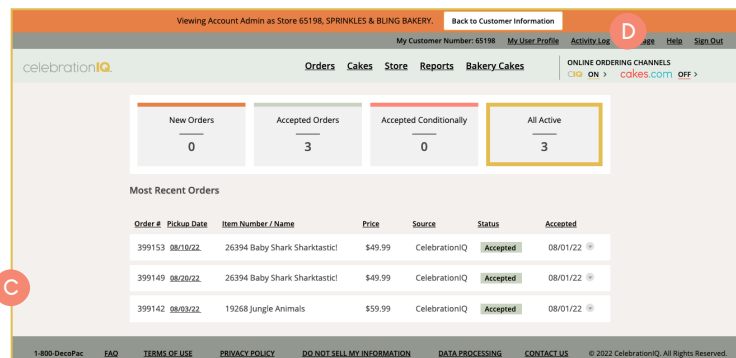 Viewing Account Admin as Store 65198, SPRINKLES & BLING BAKERY. Back to Customer Information
My Customer Number: 65198 My User Profile Activity Log D Help Sign Out
celebrationIQ. Orders Cakes Store Reports Bakery Cakes ONLINE ORDERING CHANNELS
CIQ ON > cakes.com OFF >
New Orders Accepted Orders Accepted Conditionally All Active
0 3 0 3
Most Recent Orders
Order # Pickup Date Item Number / Name Price Source Status Accepted
399153 08/10/22 26394 Baby Shark Sharktastic! $49.99 CelebrationIQ Accepted 08/01/22
399149 08/20/22 26394 Baby Shark Sharktastic! $49.99 CelebrationIQ Accepted 08/01/22
C
399142 08/03/22 19268 Jungle Animals $59.99 CelebrationIQ Accepted 08/01/22
1-800-DecoPac FAQ TERMS OF USE PRIVACY POLICY DO NOT SELL MY INFORMATION DATA PROCESSING CONTACT US © 2022 CelebrationIQ. All Rights Reserved.